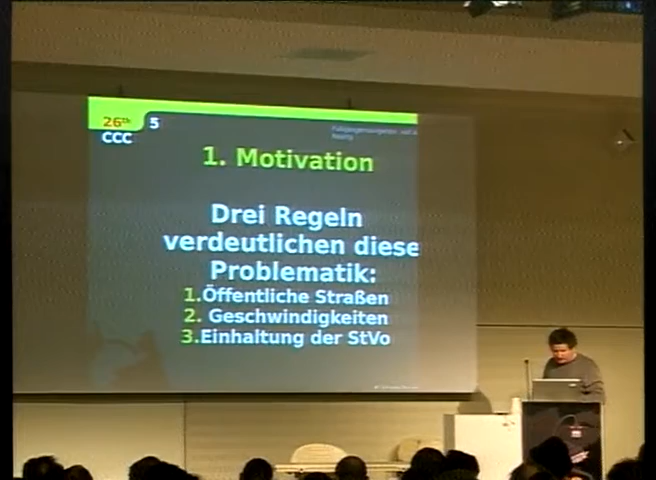 26th 5
CCC
1. Motivation
Drei Regeln
verdeutlichen diese
Problematik:
1.Öffentliche Straßen
2. Geschwindigkeiten
3.Einhaltung der StVo